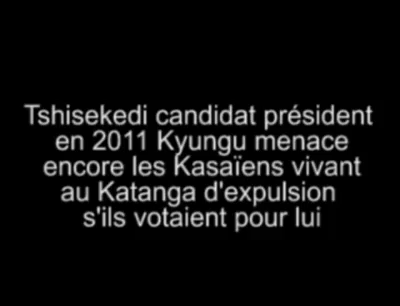 Tshisekedi candidat président
en 2011 Kyungu menace
encore les Kasaïens vivant
au Katanga d'expulsion
s'ils votaient pour lui